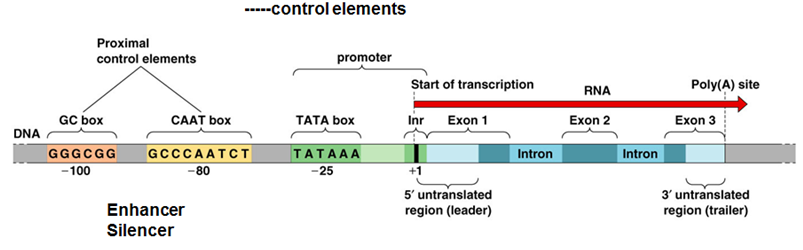 -----control elements
Proximal
control elements
promoter
Start of transcription
RNA
Poly(A) site
DNA
GC box
CAAT box
TATA box
Inr
Exon 1
Exon 2
Exon 3
GGGCGG
GCCCAATCT
TATAAA
Intron
Intron
−100
−80
−25
+1
5′ untranslated
region (leader)
3′ untranslated
region (trailer)
Enhancer
Silencer